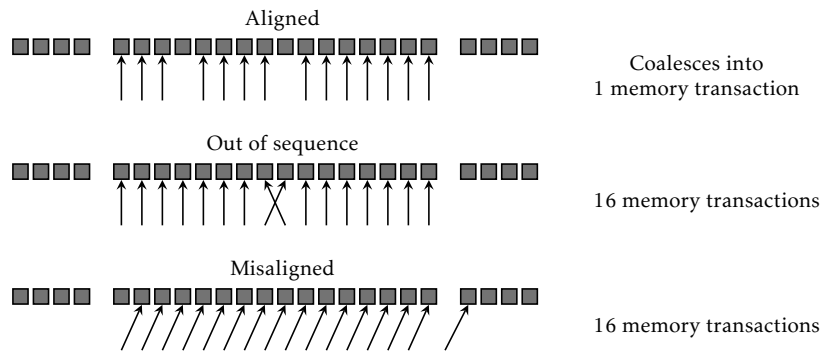 Aligned
Coalesces into
1 memory transaction
Out of sequence
16 memory transactions
Misaligned
16 memory transactions